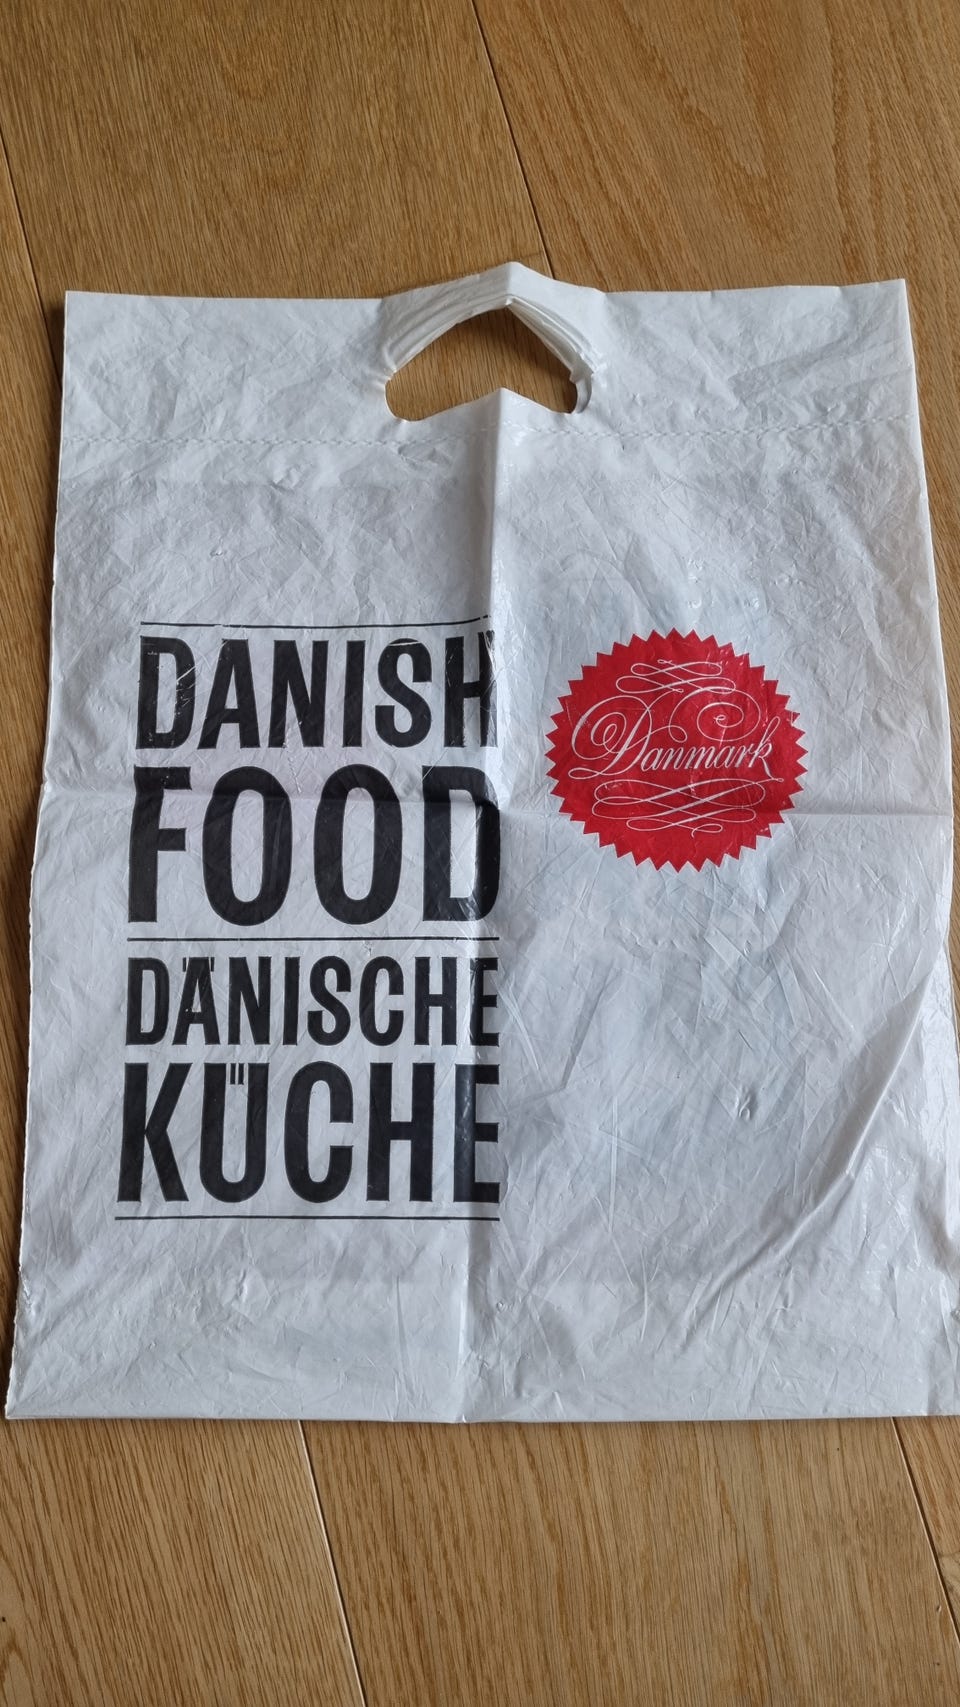 DANISH
FOOD
DÄNISCHE
KÜCHE
Danmark